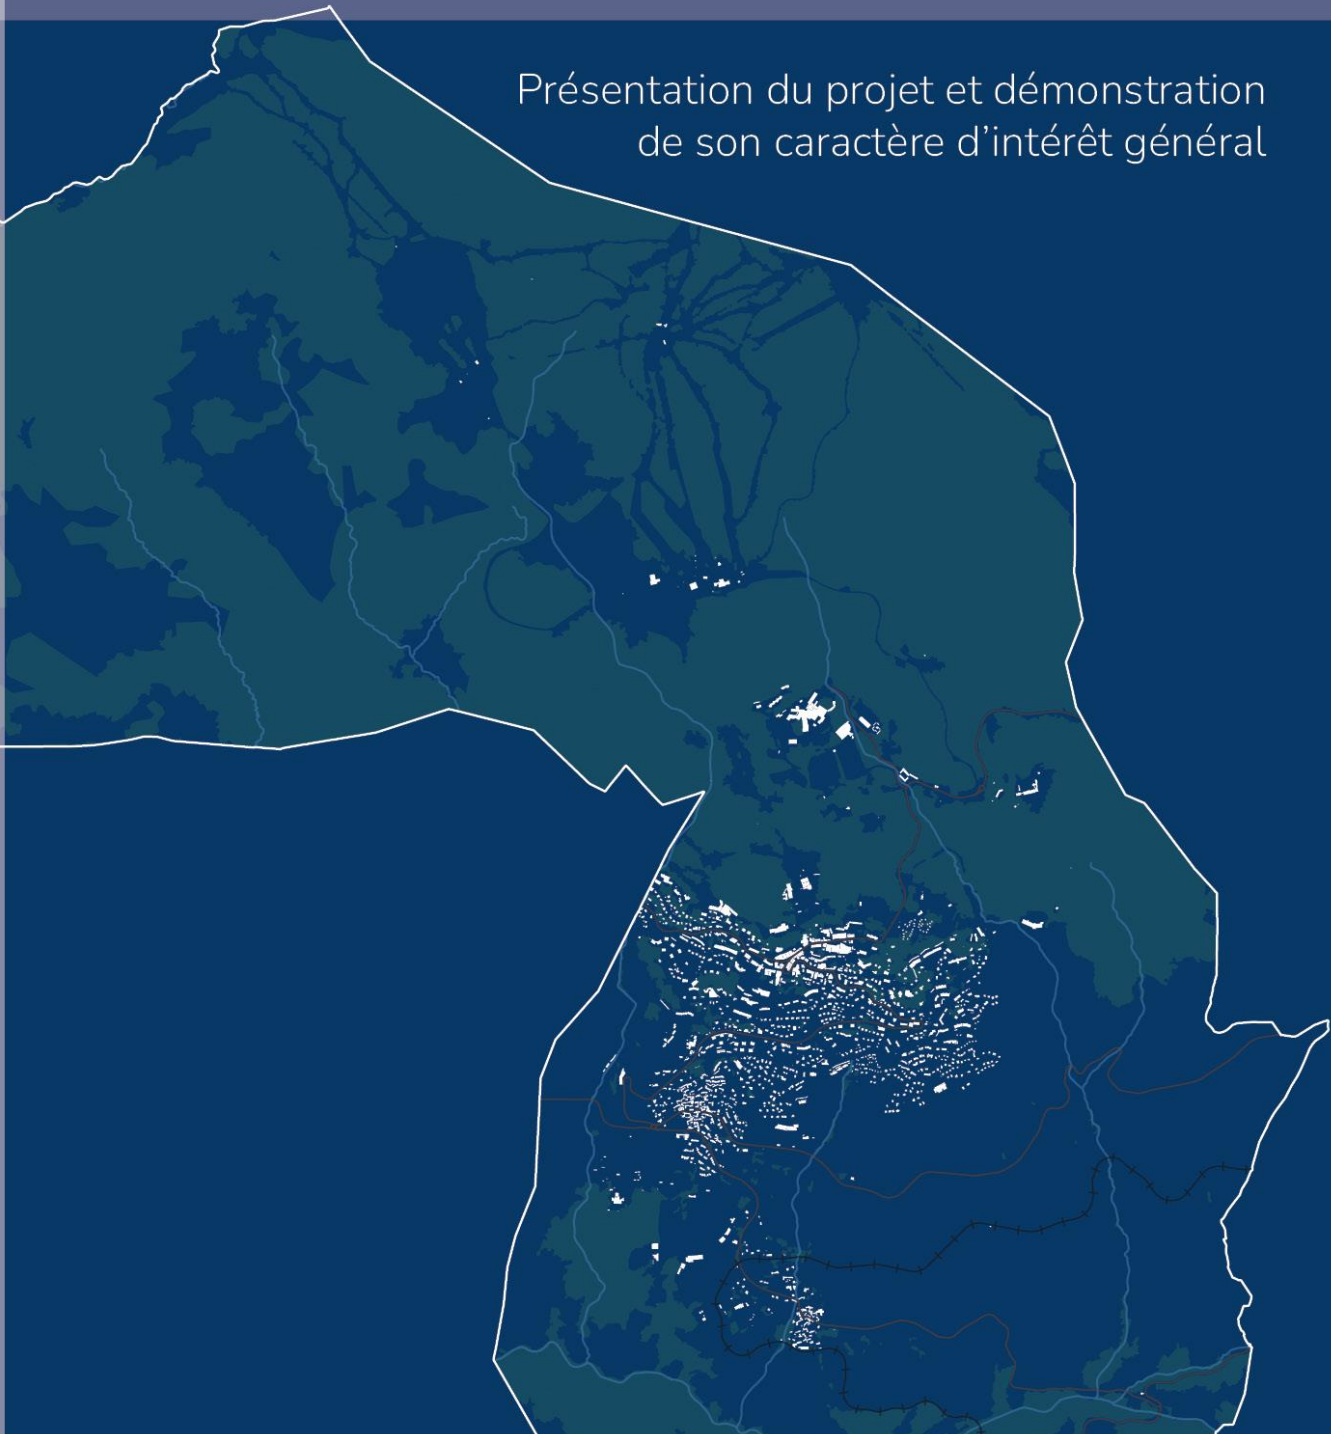 Présentation du projet et démonstration
de son caractère d’intérêt général